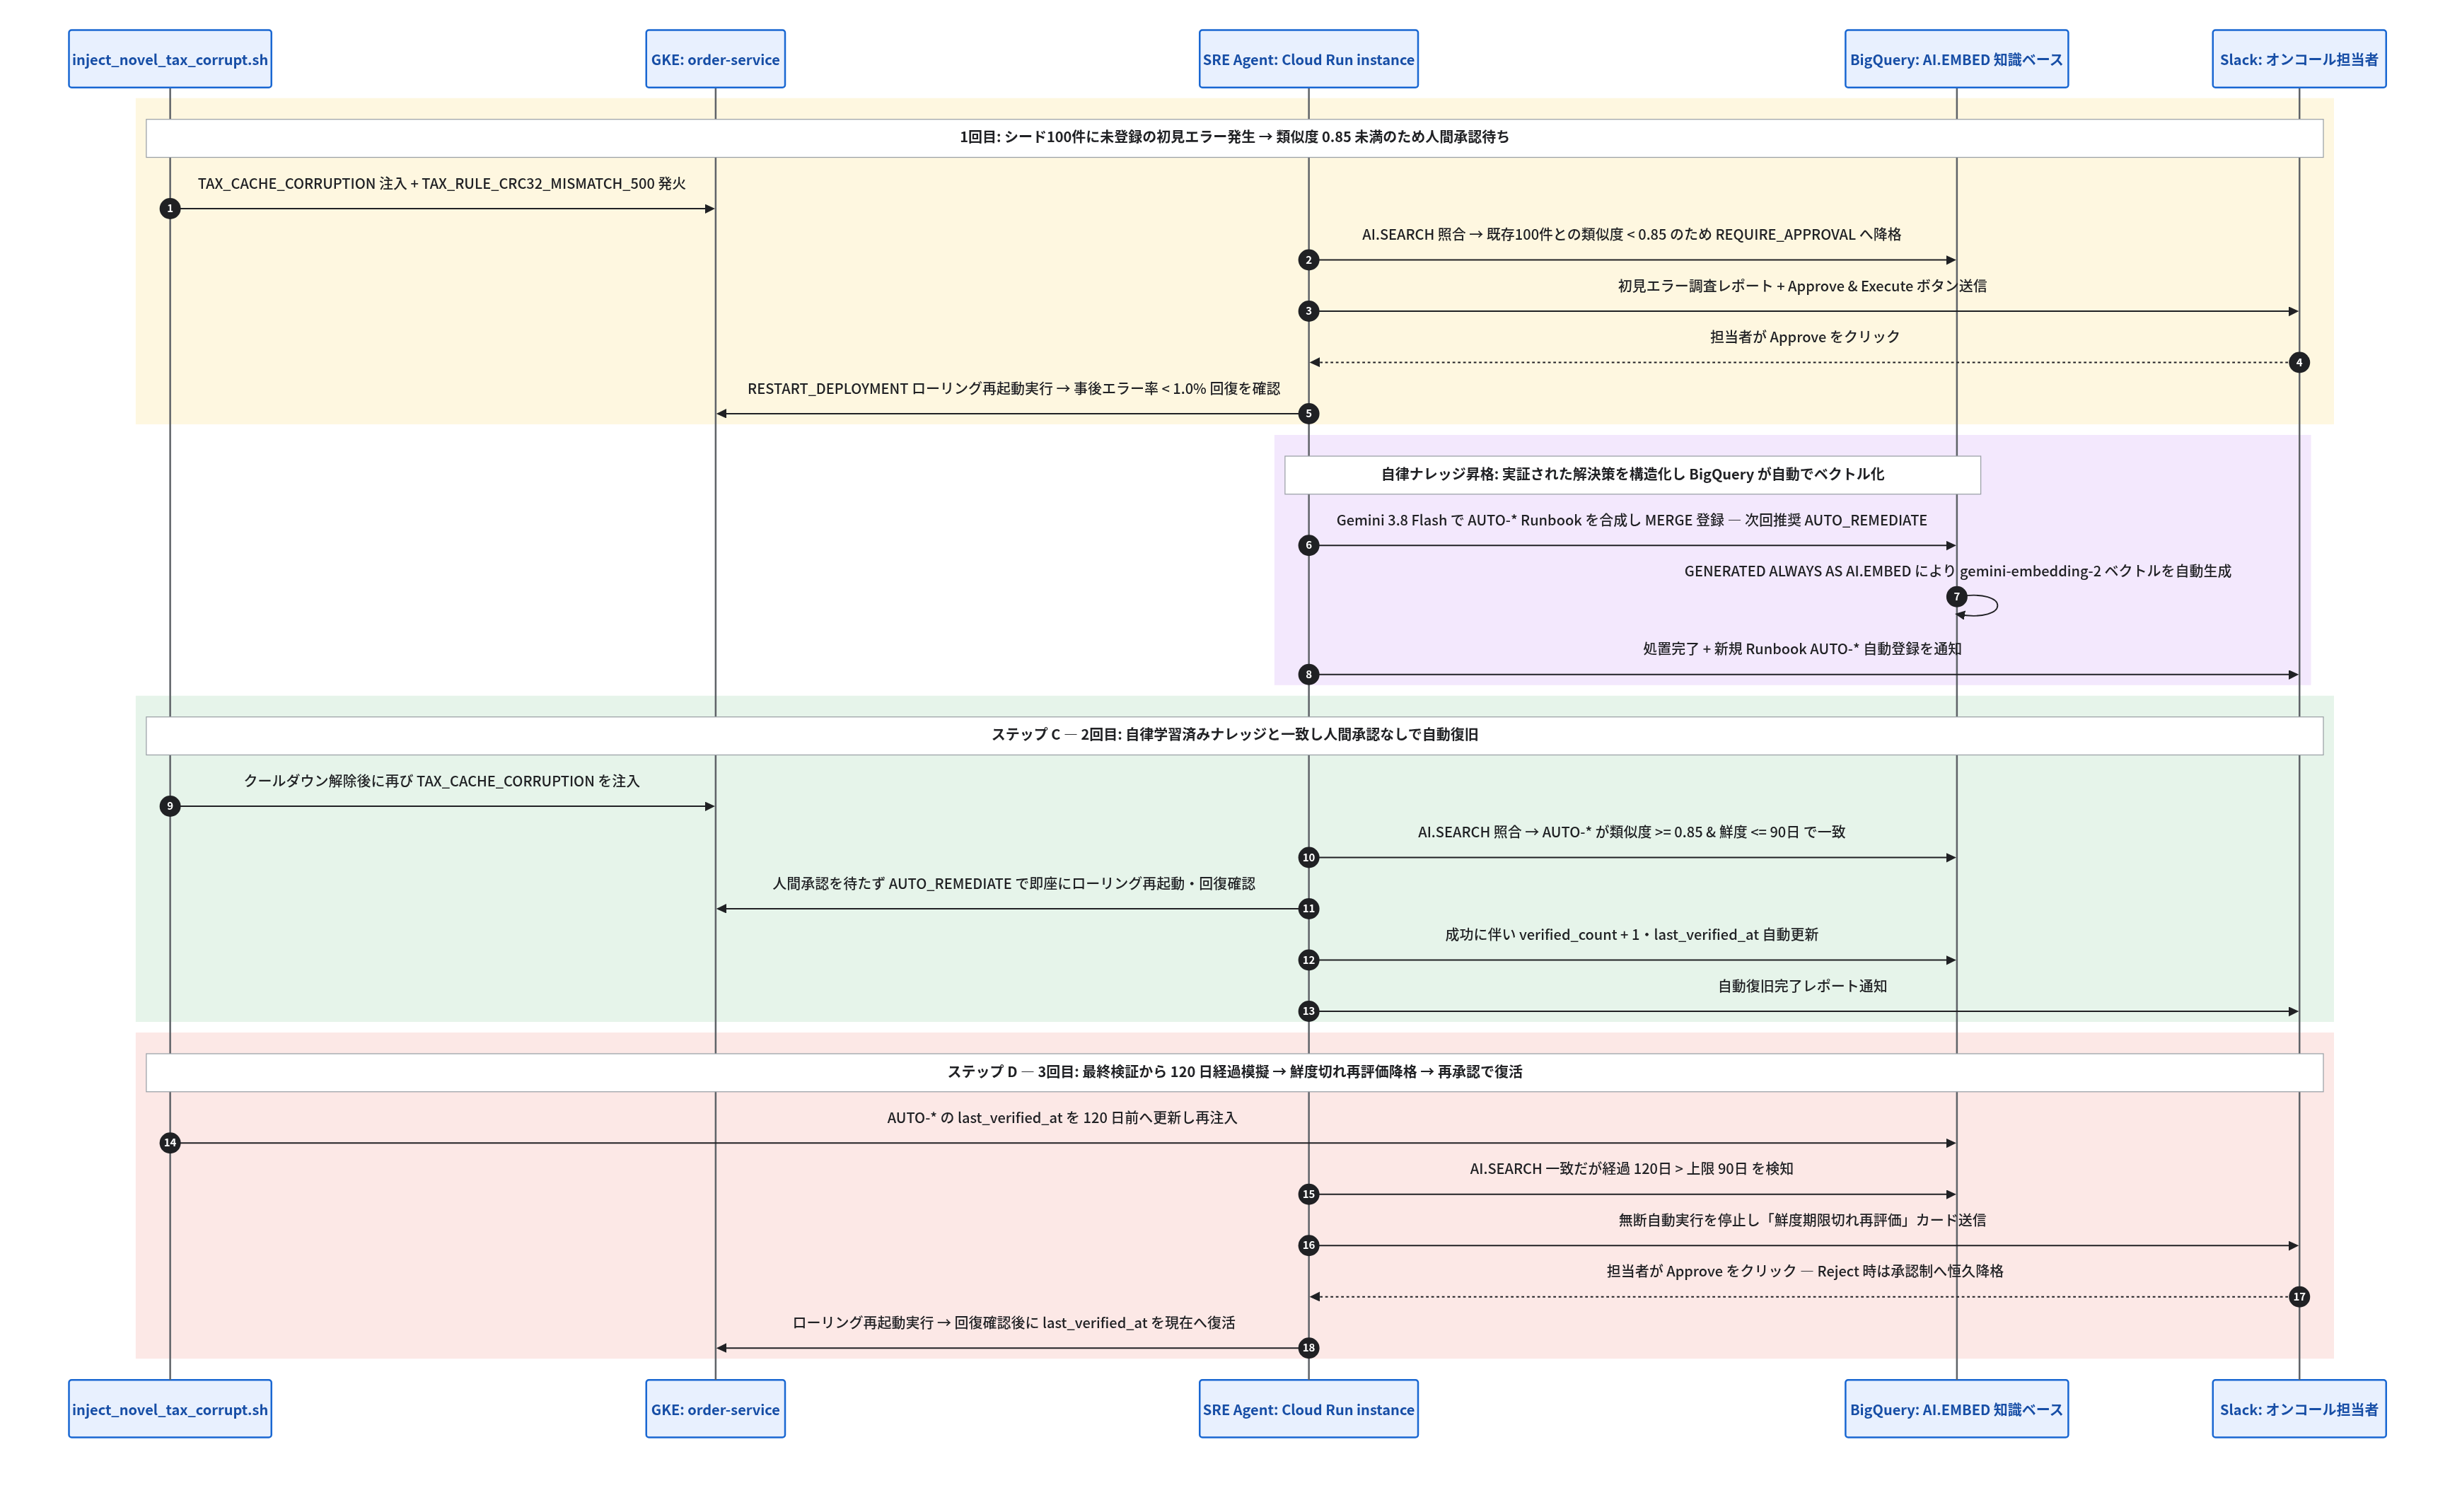 inject_novel_tax_corrupt.sh
GKE: order-service
SRE Agent: Cloud Run instance
BigQuery: AI.EMBED 知識ベース
Slack: オンコール担当者
1回目: シード100件に未登録の初見エラー発生 → 類似度 0.85 未満のため人間承認待ち
TAX_CACHE_CORRUPTION 注入 + TAX_RULE_CRC32_MISMATCH_500 発火
1
AI.SEARCH 照合 → 既存100件との類似度 < 0.85 のため REQUIRE_APPROVAL へ降格
2
初見エラー調査レポート + Approve & Execute ボタン送信
3
担当者が Approve をクリック
4
RESTART_DEPLOYMENT ローリング再起動実行 → 事後エラー率 < 1.0% 回復を確認
5
自律ナレッジ昇格: 実証された解決策を構造化し BigQuery が自動でベクトル化
Gemini 3.8 Flash で AUTO-* Runbook を合成し MERGE 登録 — 次回推奨 AUTO_REMEDIATE
6
GENERATED ALWAYS AS AI.EMBED により gemini-embedding-2 ベクトルを自動生成
7
処置完了 + 新規 Runbook AUTO-* 自動登録を通知
8
ステップ C — 2回目: 自律学習済みナレッジと一致し人間承認なしで自動復旧
クールダウン解除後に再び TAX_CACHE_CORRUPTION を注入
9
AI.SEARCH 照合 → AUTO-* が類似度 >= 0.85 & 鮮度 <= 90日 で一致
10
人間承認を待たず AUTO_REMEDIATE で即座にローリング再起動・回復確認
11
成功に伴い verified_count + 1・last_verified_at 自動更新
12
自動復旧完了レポート通知
13
ステップ D — 3回目: 最終検証から 120 日経過模擬 → 鮮度切れ再評価降格 → 再承認で復活
AUTO-* の last_verified_at を 120 日前へ更新し再注入
14
AI.SEARCH 一致だが経過 120日 > 上限 90日 を検知
15
無断自動実行を停止し「鮮度期限切れ再評価」カード送信
16
担当者が Approve をクリック — Reject 時は承認制へ恒久降格
17
ローリング再起動実行 → 回復確認後に last_verified_at を現在へ復活
18
inject_novel_tax_corrupt.sh
GKE: order-service
SRE Agent: Cloud Run instance
BigQuery: AI.EMBED 知識ベース
Slack: オンコール担当者